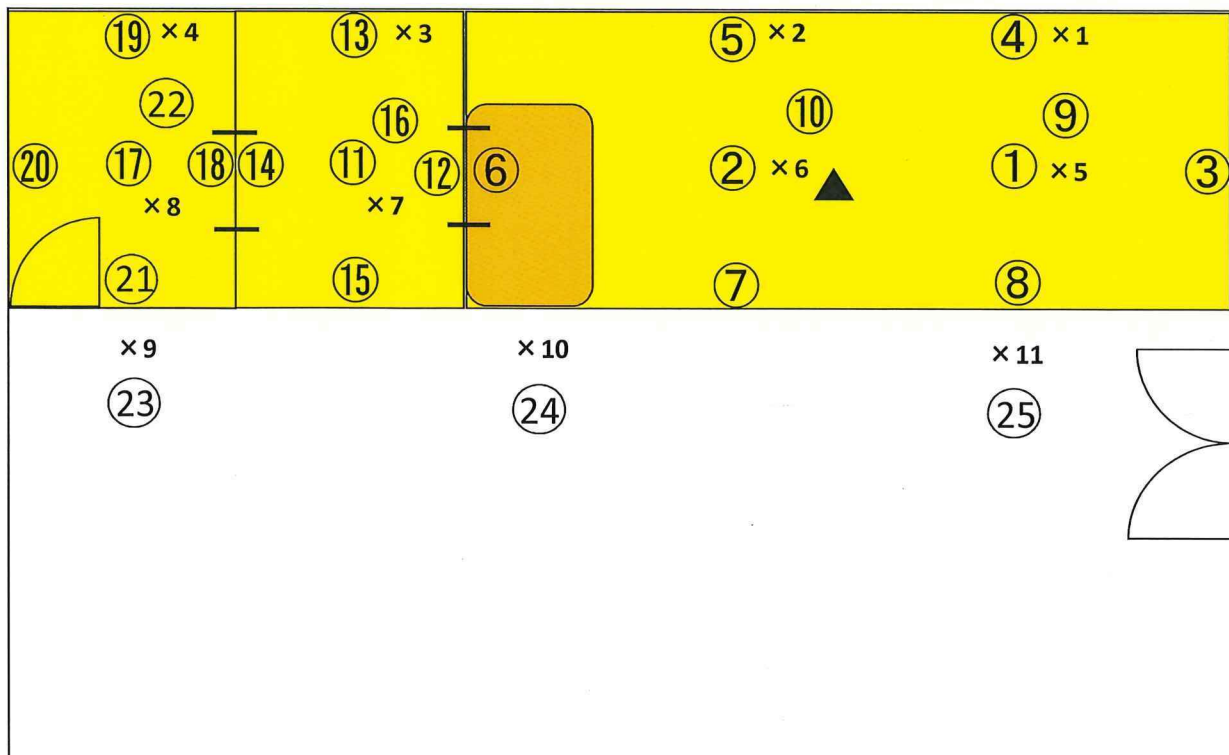 ⑲ ×4 ⑬ ×3 ⑤ ×2 ④ ×1
㉒ ⑯ ⑩ ⑨
⑳ ⑰ ⑱ ⑭ ⑪ ⑫ ⑥ ② ×6 ① ×5 ③
×8 ×7
㉑ ⑮ ⑦ ⑧
×9 ×10 ×11
㉓ ㉔ ㉕